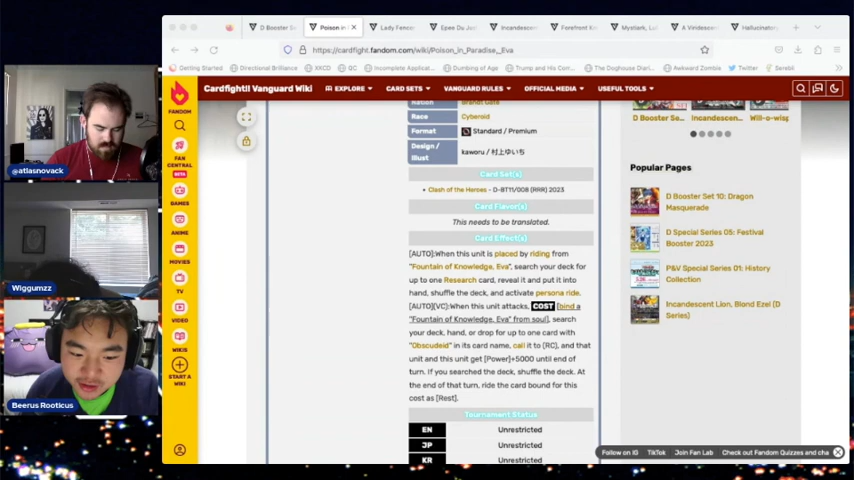 D Booster Se
Poison in
Lady Fencer
Epee Du Je
Incandescen
Forefront Kn
Mystark, Lo
A Viridescen
Hallucinator
https://cardfight.fandom.com/wiki/Poison_in_Paradise,_Eva
Getting Started
Directional Brilliance
XKCD
QC
Incomplete Applicat...
Dumbing of Age
Trump and His Cor...
The Doghouse Diari...
Awkward Zombie
Twitter
Serebii
FANDOM
Cardfight!! Vanguard Wiki
EXPLORE
CARD SETS
VANGUARD RULES
OFFICIAL MEDIA
USEFUL TOOLS
FAN
CENTRAL
BETA
GAMES
ANIME
MOVIES
TV
VIDEO
WIKIS
START A
WIKI
Nation
Brandt Gate
Race
Cyberoid
Format
Standard / Premium
Design /
Illust
kaworu / 村上ゆいち
Card Set(s)
• Clash of the Heroes - D-BT11/008 (RRR) 2023
Card Flavor(s)
This needs to be translated.
Card Effect(s)
[AUTO]:When this unit is placed by riding from
"Fountain of Knowledge, Eva", search your deck for
up to one Research card, reveal it and put it into
hand, shuffle the deck, and activate persona ride.
[AUTO](VC):When this unit attacks, COST [bind a
"Fountain of Knowledge, Eva" from soul], search
your deck, hand, or drop for up to one card with
"Obscudeid" in its card name, call it to (RC), and that
unit and this unit get [Power]+5000 until end of
turn. If you searched the deck, shuffle the deck. At
the end of that turn, ride the card bound for this
cost as [Rest].
Tournament Status
EN Unrestricted
JP Unrestricted
KR Unrestricted
D Booster Se...
Incandescen...
Will-o-wisp
Popular Pages
D Booster Set 10: Dragon
Masquerade
D Special Series 05: Festival
Booster 2023
P&V Special Series 01: History
Collection
Incandescent Lion, Blond Ezel (D
Series)
Follow on IG
TikTok
Join Fan Lab
Check out Fandom Quizzes and cha
@atlasnovack
Wiggumzz
Beerus Rooticus